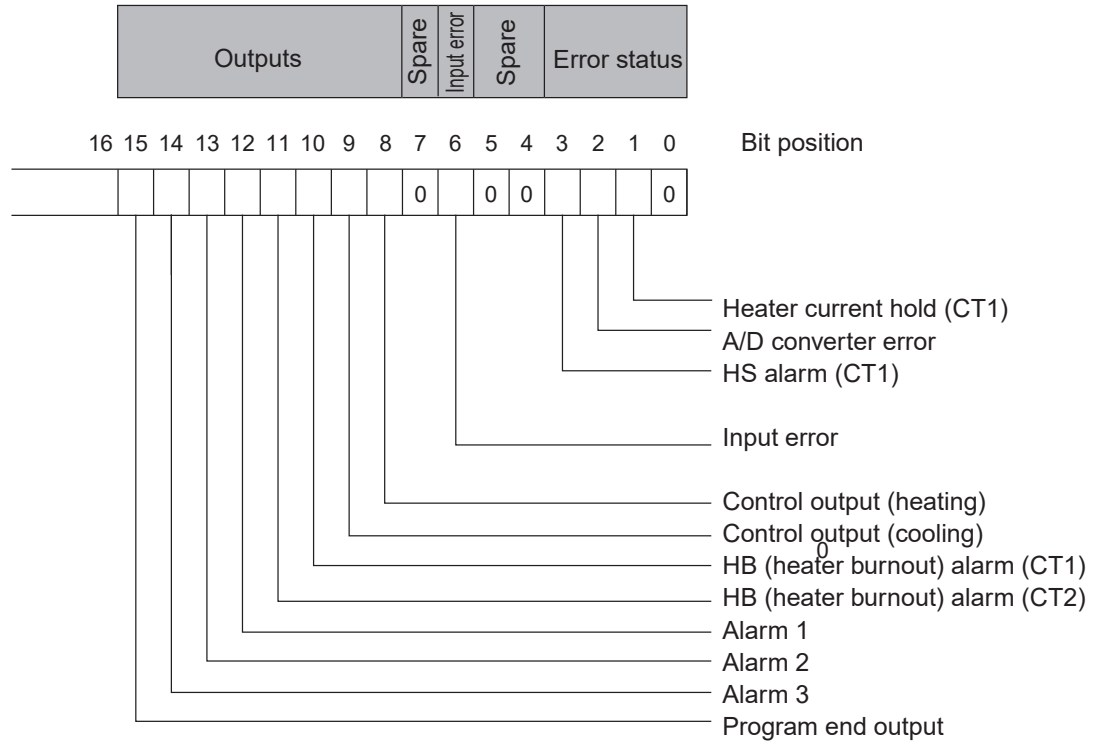 Outputs Spare Input error Spare Error status
16 15 14 13 12 11 10 9 8 7 6 5 4 3 2 1 0 Bit position
0 0 0 0
Heater current hold (CT1)
A/D converter error
HS alarm (CT1)
Input error
Control output (heating)
Control output (cooling)
0
HB (heater burnout) alarm (CT1)
HB (heater burnout) alarm (CT2)
Alarm 1
Alarm 2
Alarm 3
Program end output